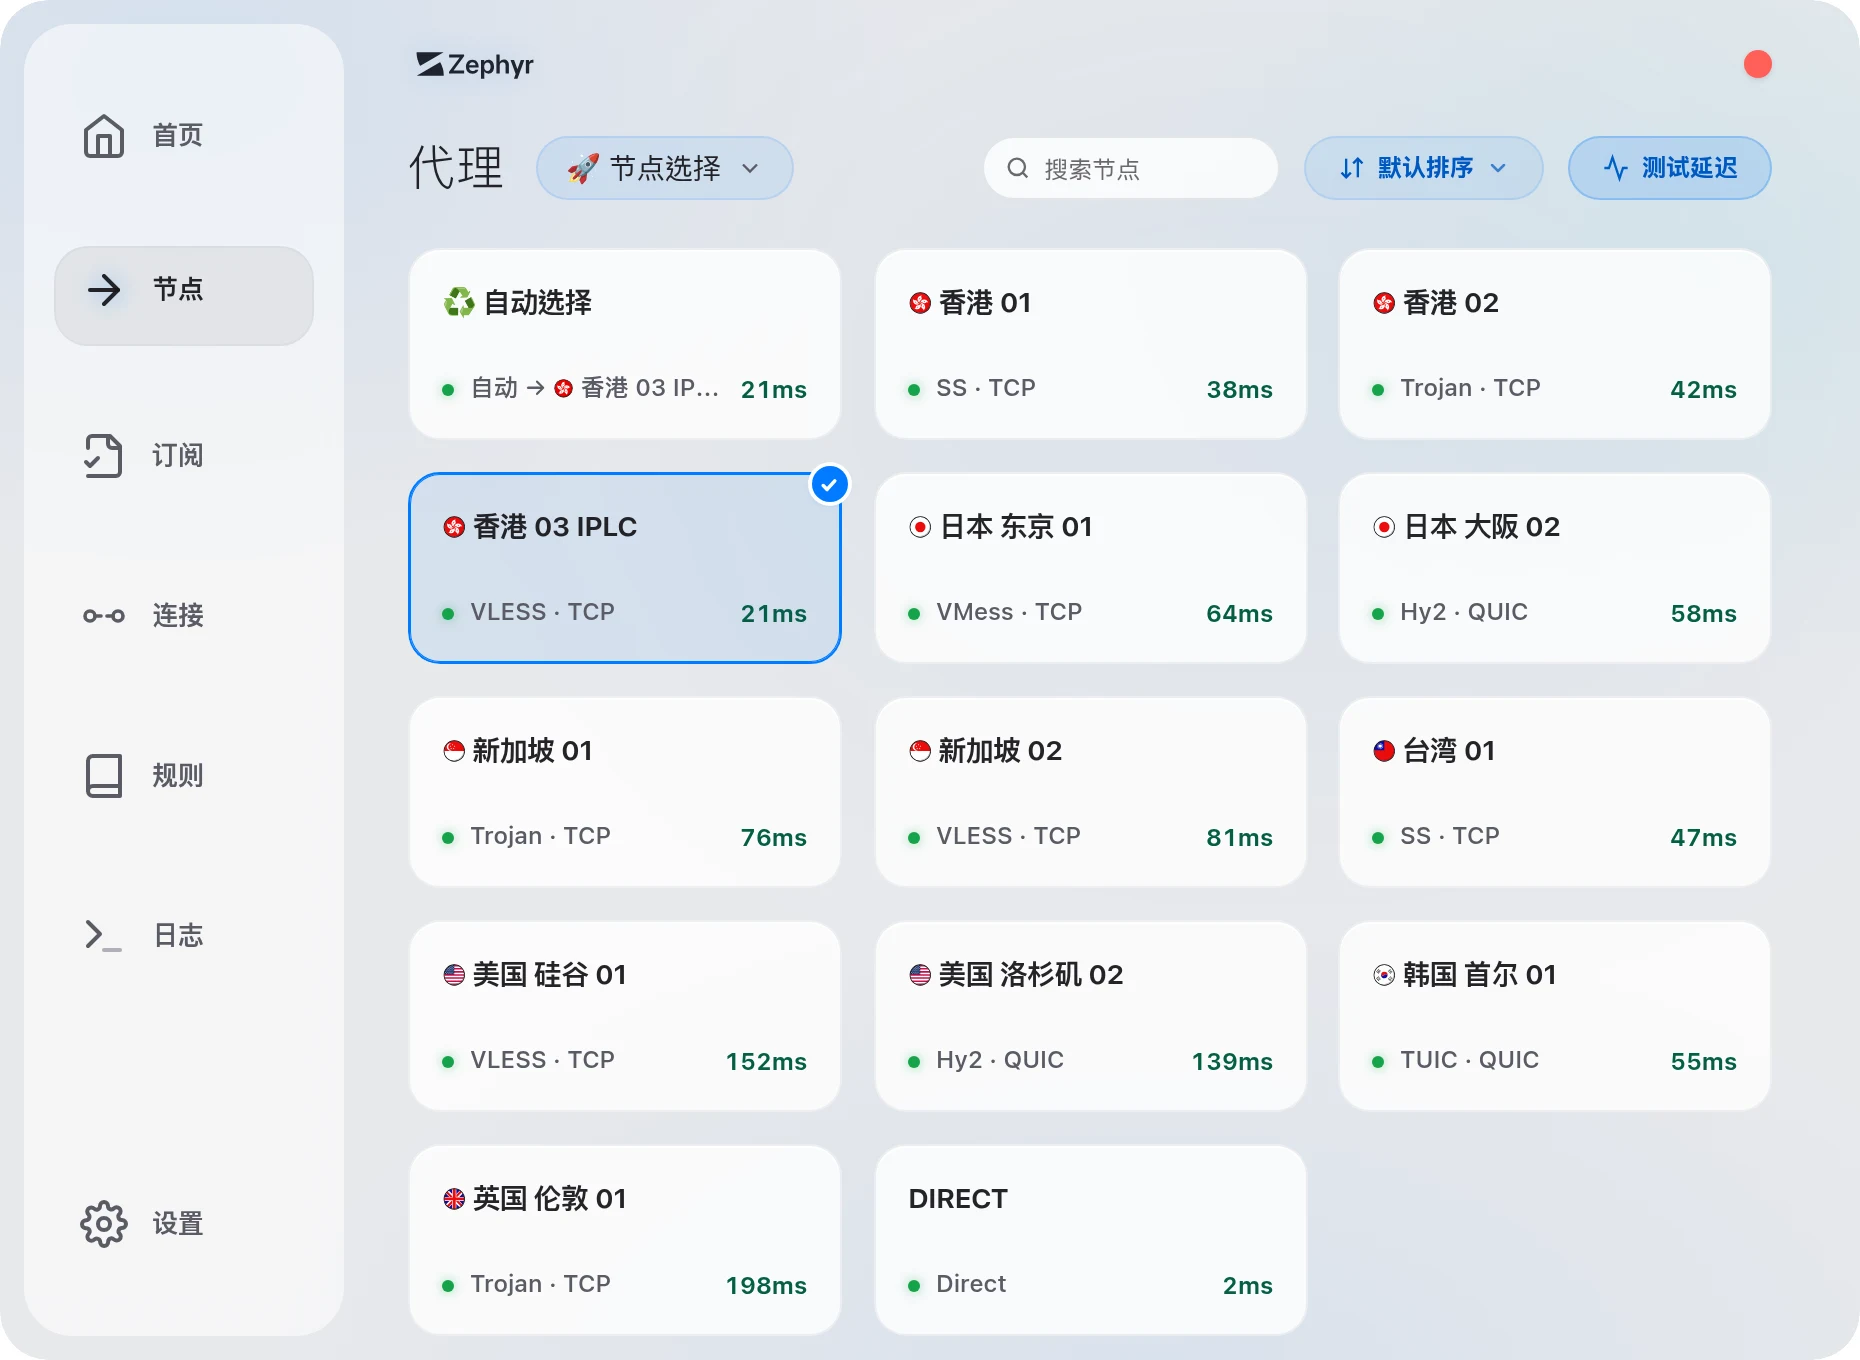 Zephyr
首页
节点
订阅
连接
规则
日志
设置
代理
🚀 节点选择
搜索节点
默认排序
测试延迟
♻️ 自动选择
自动 → 🇭🇰 香港 03 IP... 21ms
🇭🇰 香港 01
SS · TCP 38ms
🇭🇰 香港 02
Trojan · TCP 42ms
🇭🇰 香港 03 IPLC
VLESS · TCP 21ms
🇯🇵 日本 东京 01
VMess · TCP 64ms
🇯🇵 日本 大阪 02
Hy2 · QUIC 58ms
🇸🇬 新加坡 01
Trojan · TCP 76ms
🇸🇬 新加坡 02
VLESS · TCP 81ms
🇹🇼 台湾 01
SS · TCP 47ms
🇺🇸 美国 硅谷 01
VLESS · TCP 152ms
🇺🇸 美国 洛杉矶 02
Hy2 · QUIC 139ms
🇰🇷 韩国 首尔 01
TUIC · QUIC 55ms
🇬🇧 英国 伦敦 01
Trojan · TCP 198ms
DIRECT
Direct 2ms